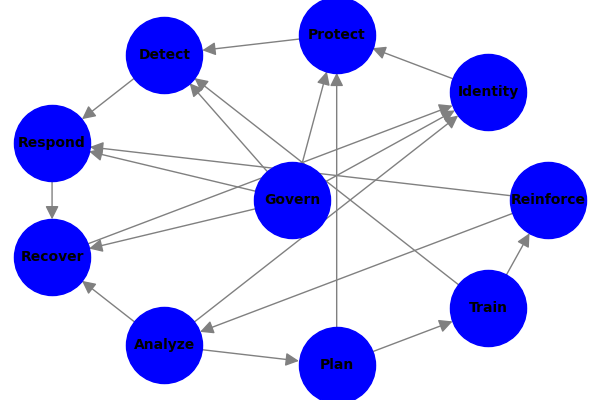 Protect
Detect
Identity
Respond
Govern
Reinforce
Recover
Train
Analyze
Plan